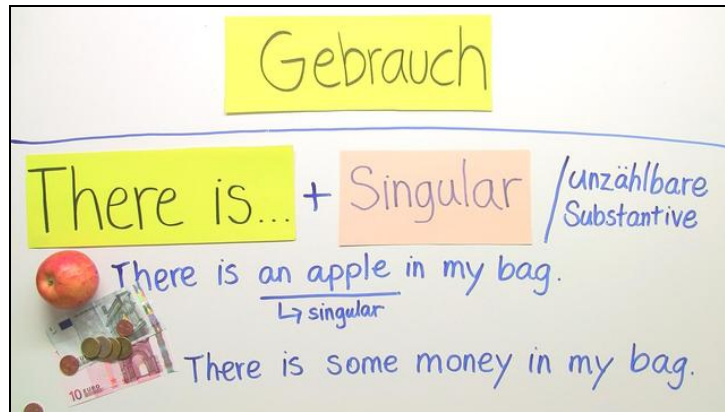 Gebrauch
There is... + Singular / unzählbare Substantive
There is an apple in my bag.
↳ singular
There is some money in my bag.
10 EURO